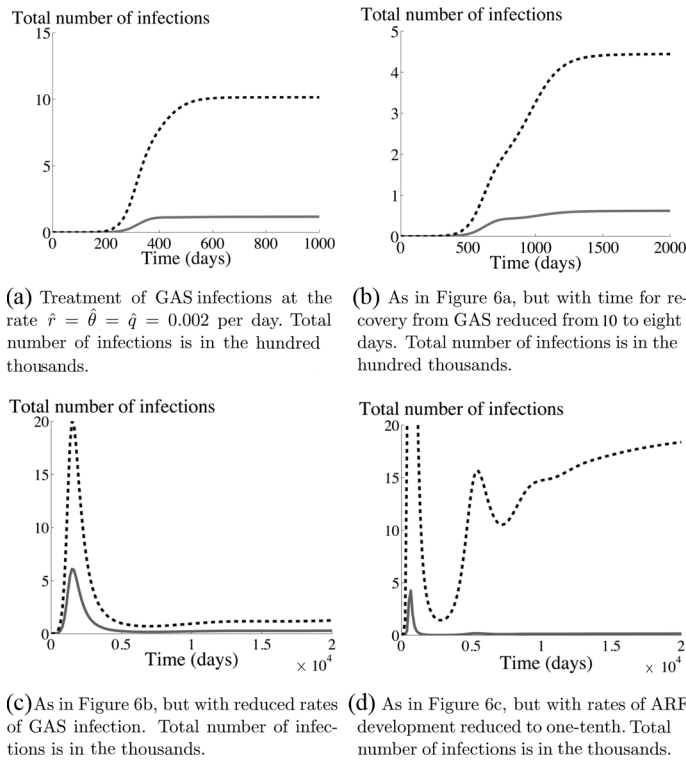 Total number of infections
15
10
5
0
0 200 400 600 800 1000
Time (days)
Total number of infections
5
4
3
2
1
0
0 500 1000 1500 2000
Time (days)
(a) Treatment of GAS infections at the
rate r̂ = θ̂ = q̂ = 0.002 per day. Total
number of infections is in the hundred
thousands.
(b) As in Figure 6a, but with time for re-
covery from GAS reduced from 10 to eight
days. Total number of infections is in the
hundred thousands.
Total number of infections
20
15
10
5
0
0 0.5 1 1.5 2
Time (days)
× 10⁴
Total number of infections
20
15
10
5
0
0 0.5 1 1.5 2
Time (days)
× 10⁴
(c) As in Figure 6b, but with reduced rates
of GAS infection. Total number of infec-
tions is in the thousands.
(d) As in Figure 6c, but with rates of ARF
development reduced to one-tenth. Total
number of infections is in the thousands.